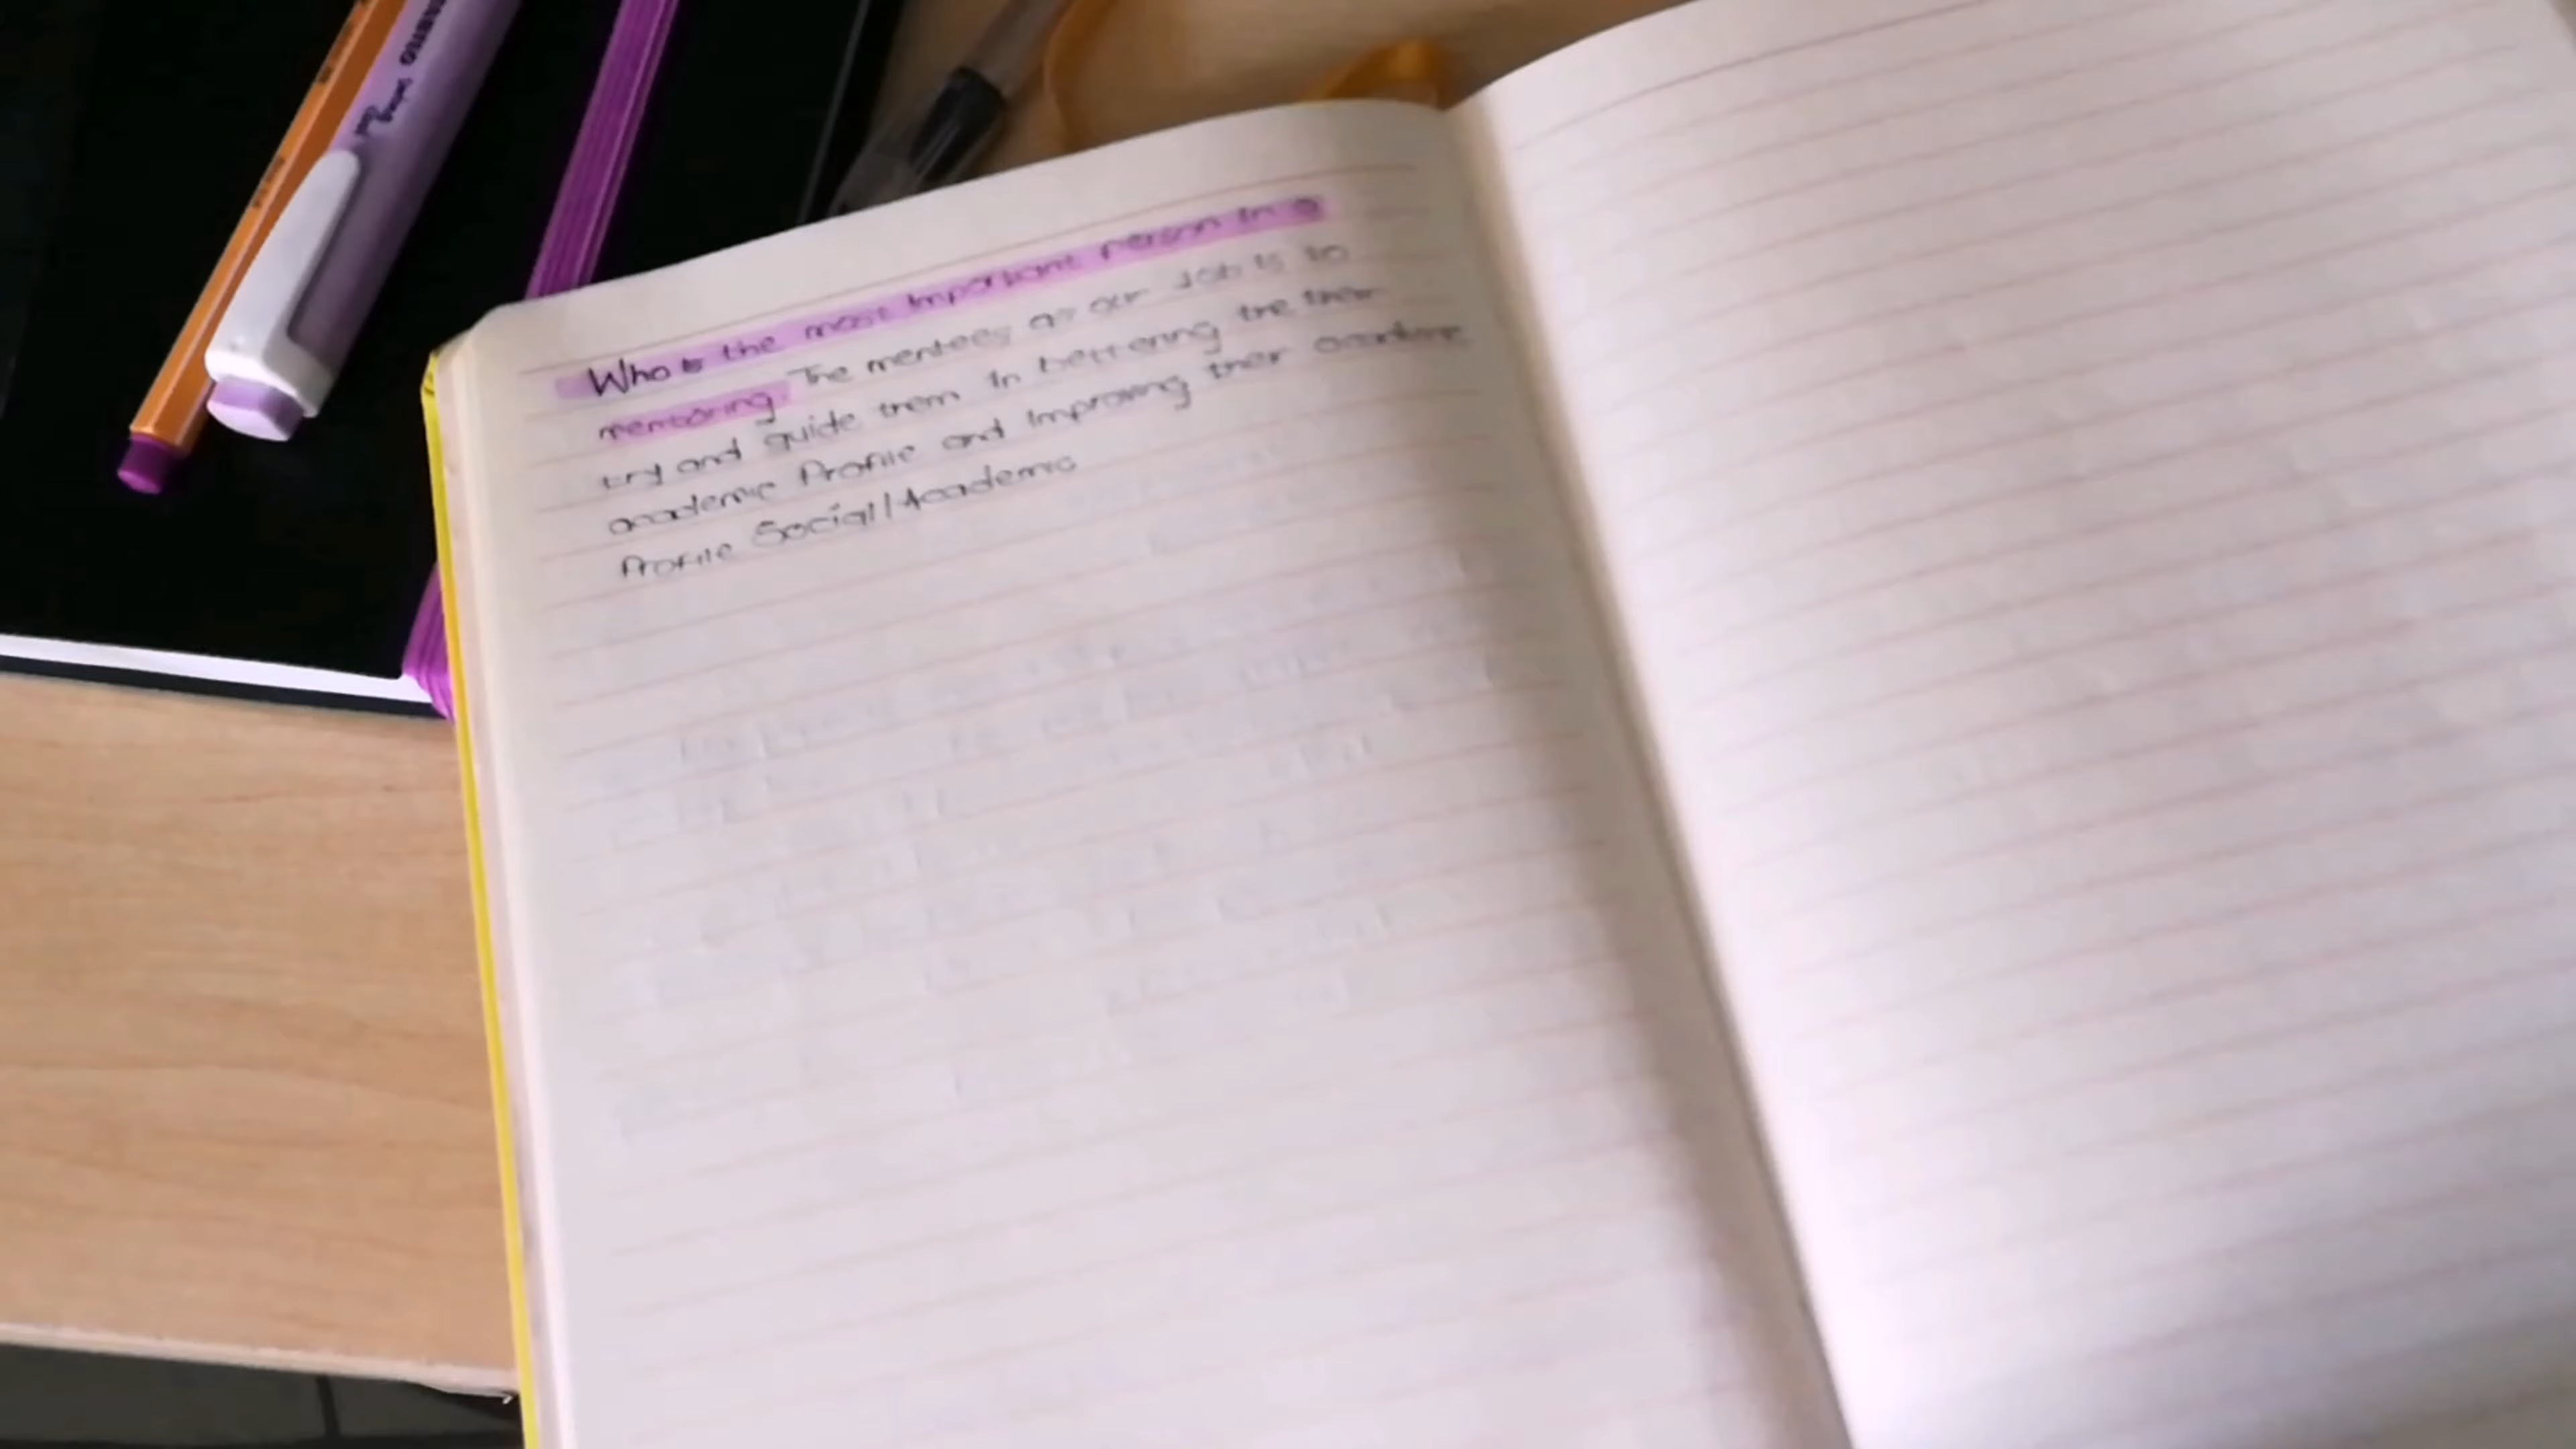 Who is the most important person in a
mentoring. The mentees as our Job is to
try and guide them in bettering the their
academic Profile and improving their
Profile Social/Academic